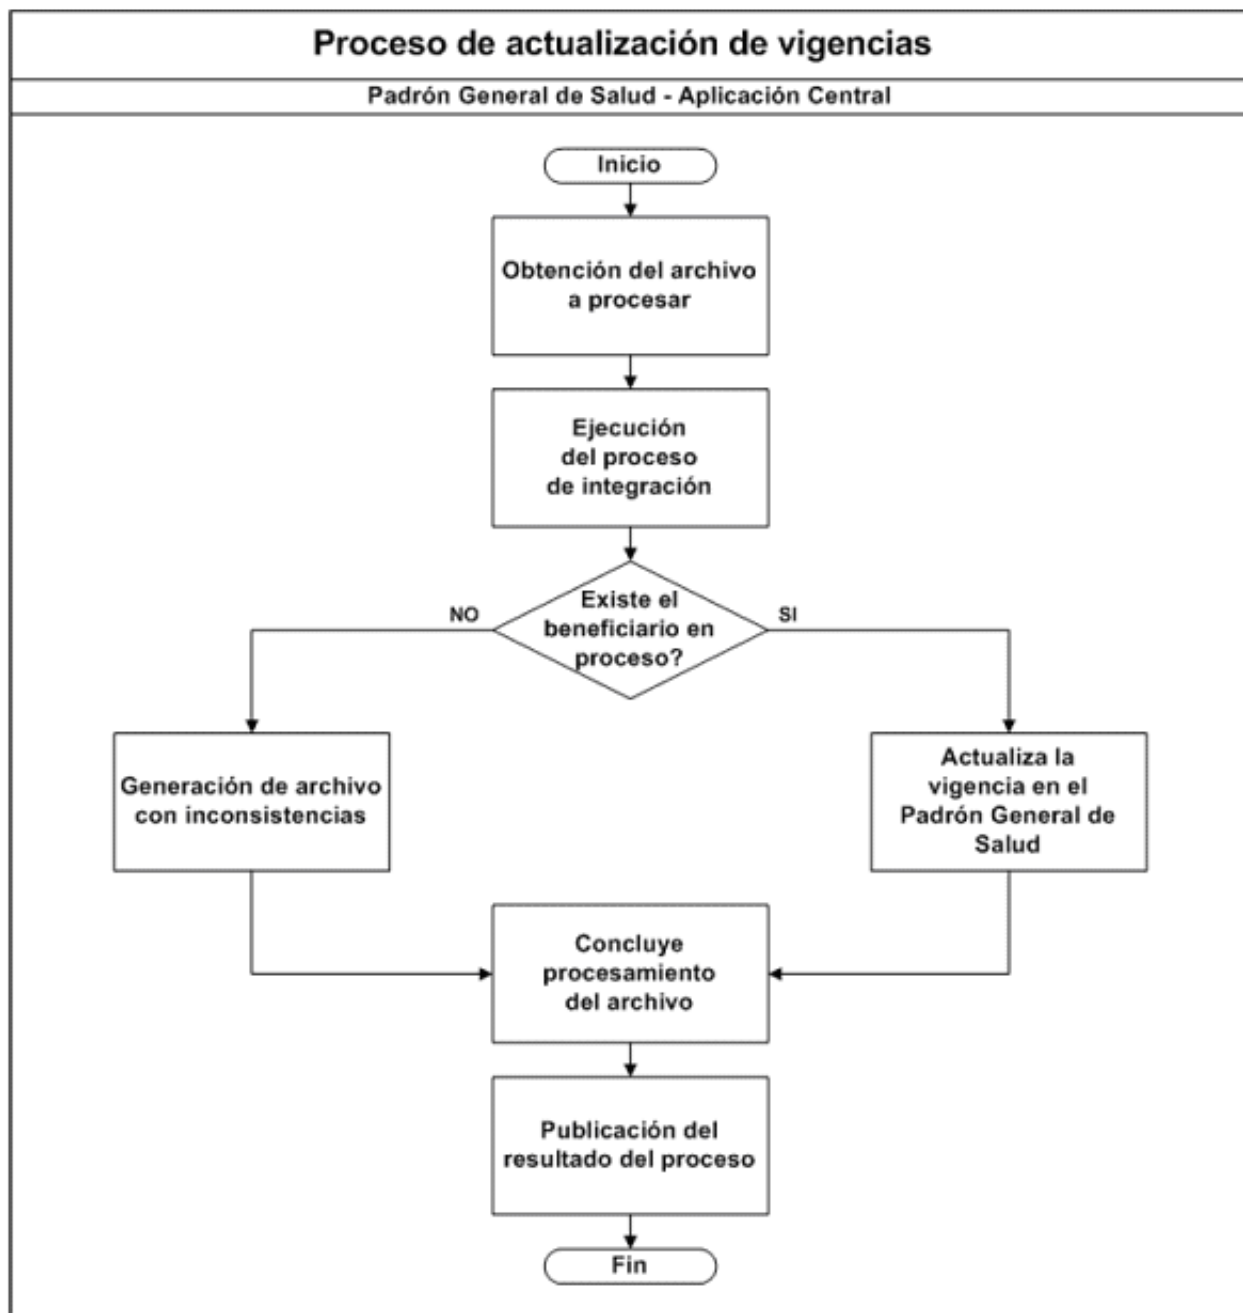 Proceso de actualización de vigencias
Padrón General de Salud - Aplicación Central
Inicio
Obtención del archivo
a procesar
Ejecución
del proceso
de integración
Existe el
beneficiario en
proceso?
NO
SI
Generación de archivo
con inconsistencias
Actualiza la
vigencia en el
Padrón General de
Salud
Concluye
procesamiento
del archivo
Publicación del
resultado del proceso
Fin